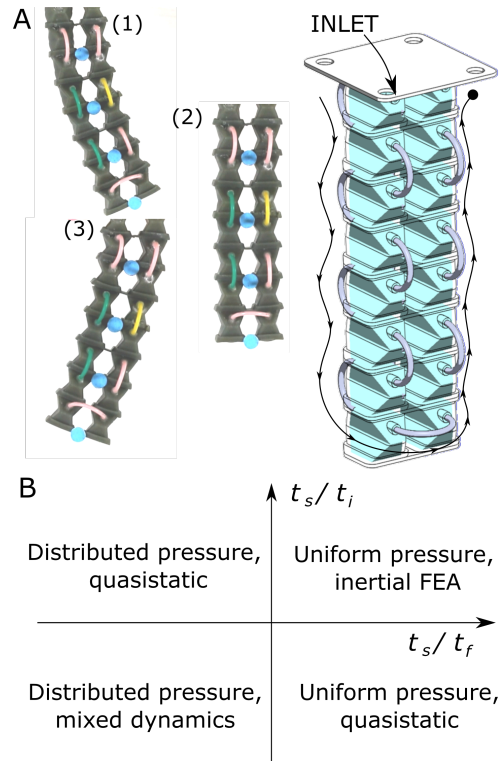 A
(1)
INLET
(2)
(3)
B
t_s / t_i
Distributed pressure,
quasistatic
Uniform pressure,
inertial FEA
t_s / t_f
Distributed pressure,
mixed dynamics
Uniform pressure,
quasistatic